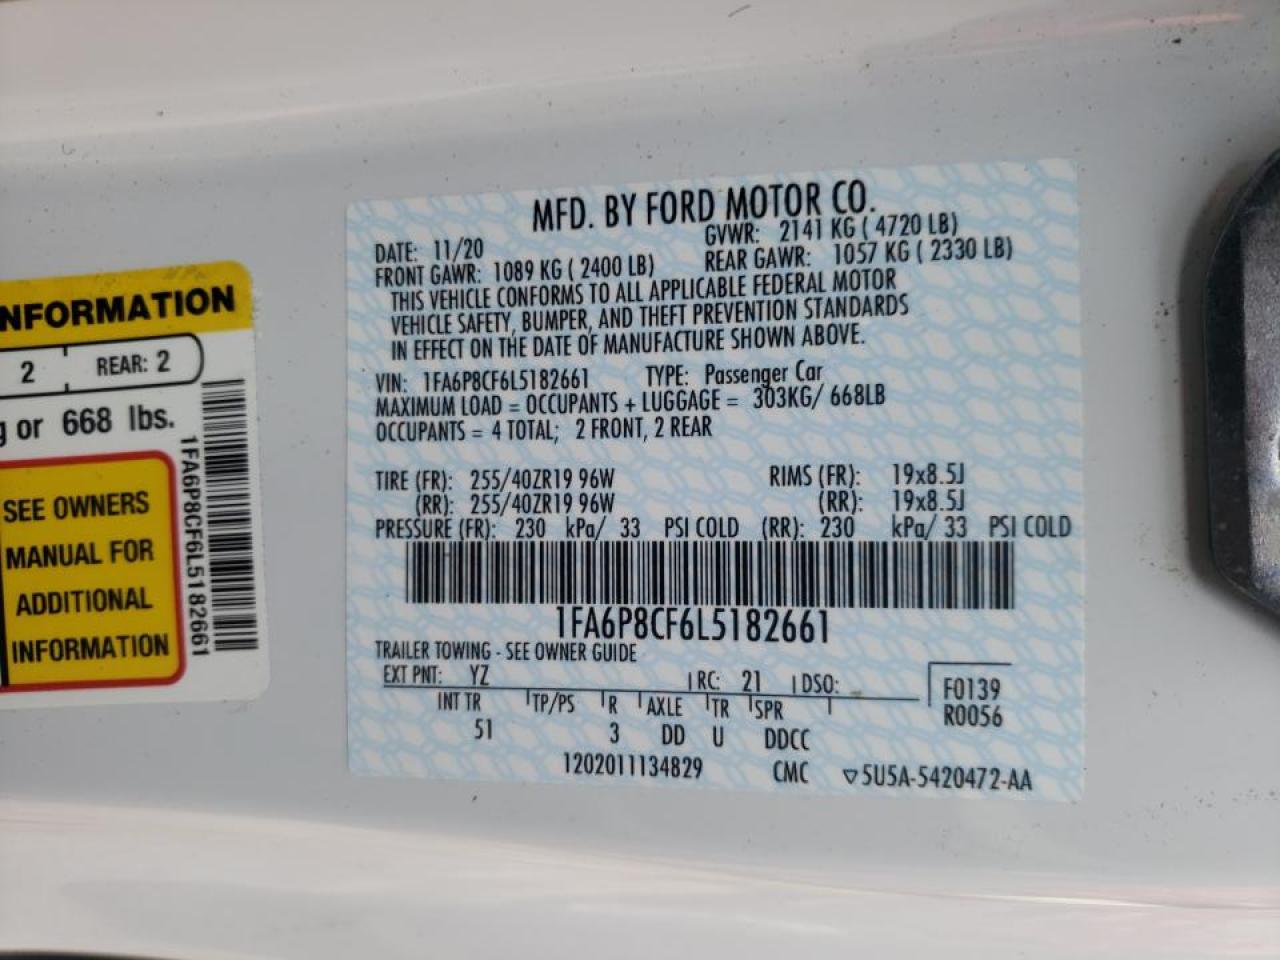 NFORMATION
2 REAR: 2
g or 668 lbs.
1FA6P8CF6L5182661
SEE OWNERS
MANUAL FOR
ADDITIONAL
INFORMATION
MFD. BY FORD MOTOR CO.
DATE: 11/20 GVWR: 2141 KG ( 4720 LB)
FRONT GAWR: 1089 KG ( 2400 LB) REAR GAWR: 1057 KG ( 2330 LB)
THIS VEHICLE CONFORMS TO ALL APPLICABLE FEDERAL MOTOR
VEHICLE SAFETY, BUMPER, AND THEFT PREVENTION STANDARDS
IN EFFECT ON THE DATE OF MANUFACTURE SHOWN ABOVE.
VIN: 1FA6P8CF6L5182661 TYPE: Passenger Car
MAXIMUM LOAD = OCCUPANTS + LUGGAGE = 303KG/ 668LB
OCCUPANTS = 4 TOTAL; 2 FRONT, 2 REAR
TIRE (FR): 255/40ZR19 96W RIMS (FR): 19x8.5J
(RR): 255/40ZR19 96W (RR): 19x8.5J
PRESSURE (FR): 230 kPa/ 33 PSI COLD (RR): 230 kPa/ 33 PSI COLD
1FA6P8CF6L5182661
TRAILER TOWING - SEE OWNER GUIDE
EXT PNT: YZ RC: 21 DSO: F0139
INT TR TP/PS R AXLE TR SPR R0056
51 3 DD U DDCC
1202011134829 CMC ▽5U5A-5420472-AA